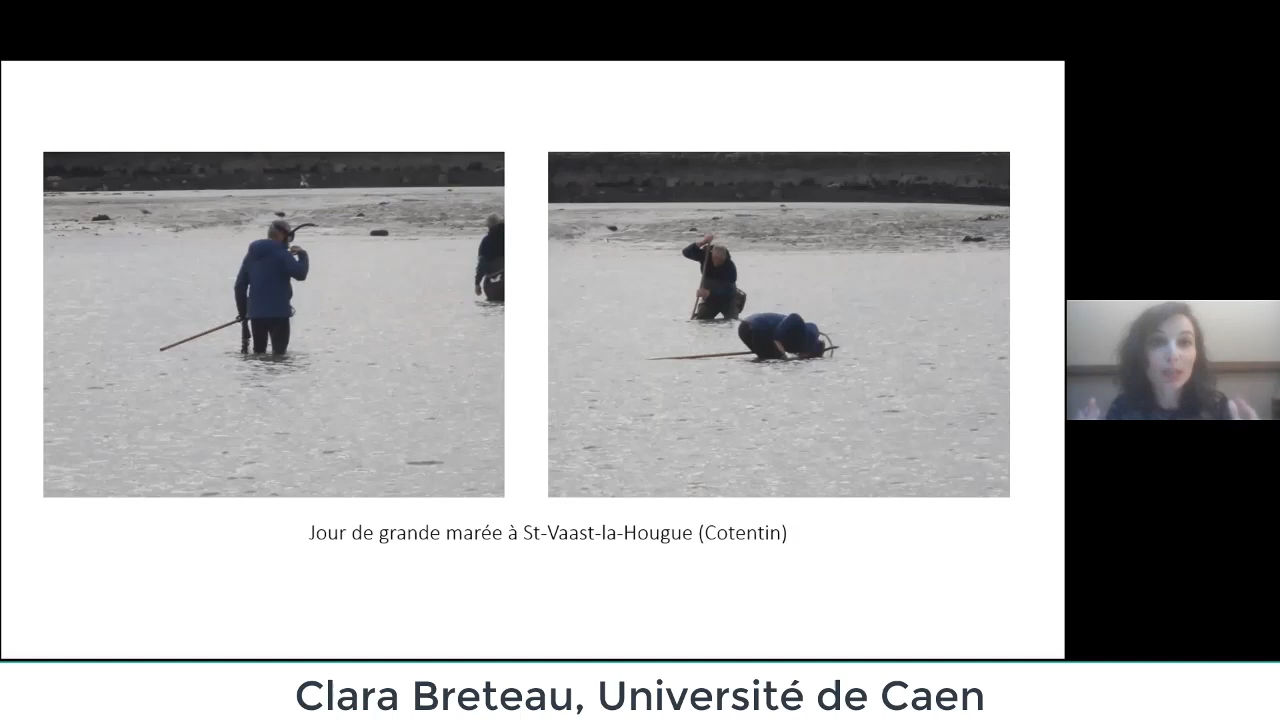 Jour de grande marée à St-Vaast-la-Hougue (Cotentin)
Clara Breteau, Université de Caen